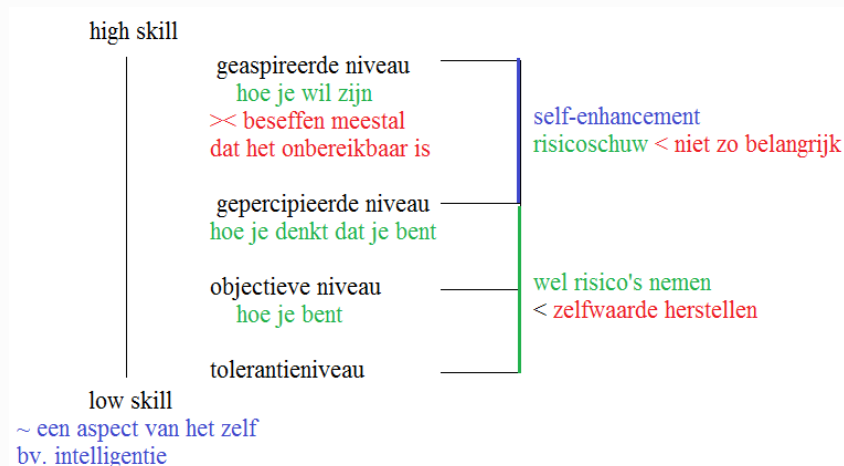 high skill
geaspireerde niveau
hoe je wil zijn
>< beseffen meestal
dat het onbereikbaar is
self-enhancement
risicoschuw < niet zo belangrijk
gepercipieerde niveau
hoe je denkt dat je bent
objectieve niveau
hoe je bent
wel risico's nemen
< zelfwaarde herstellen
tolerantieniveau
low skill
~ een aspect van het zelf
bv. intelligentie